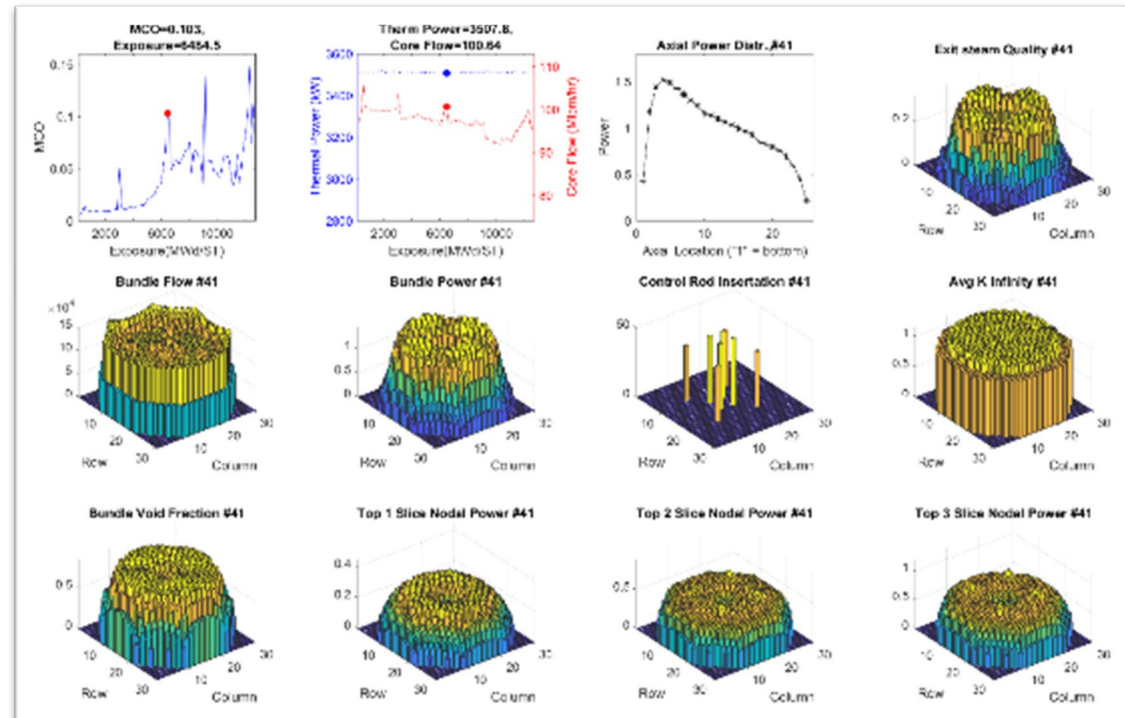 MCO=0.103,
Exposure=6484.5
0.15
0.1
0.05
0
MCO
2000 6000 10000
Exposure(MWd/ST)
Therm Power=3507.8,
Core Flow=100.64
3600
3400
3200
3000
2800
Thermal Power (kW)
110
100
90
80
Core Flow (Mlbm/hr)
2000 6000 10000
Exposure(MWd/ST)
Axial Power Distr.,#41
1.5
1
0.5
0
Power
0 10 20
Axial Location ("1" = bottom)
Exit steam Quality #41
0.2
0
10
20
30
Row
10
20
30
Column
Bundle Flow #41
×10⁴
15
10
5
0
10
20
30
Row
10
20
30
Column
Bundle Power #41
1
0.5
0
10
20
30
Row
10
20
30
Column
Control Rod Insertation #41
50
0
10
20
30
Row
10
20
30
Column
Avg K Infinity #41
1
0.5
0
10
20
30
Row
10
20
30
Column
Bundle Void Fraction #41
0.5
0
10
20
30
Row
10
20
30
Column
Top 1 Slice Nodal Power #41
0.4
0.2
0
10
20
30
Row
10
20
30
Column
Top 2 Slice Nodal Power #41
0.5
0
10
20
30
Row
10
20
30
Column
Top 3 Slice Nodal Power #41
1
0.5
0
10
20
30
Row
10
20
30
Column